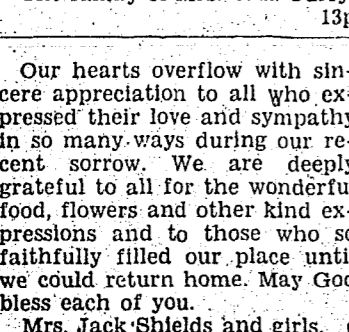 13p
Our hearts overflow with sin-
cere appreciation to all who ex-
pressed their love and sympathy
in so many ways during our re-
cent sorrow. We are deeply
grateful to all for the wonderfu
food, flowers and other kind ex-
pressions and to those who so
faithfully filled our place unti
we could return home. May God
bless each of you.
Mrs. Jack Shields and girls.